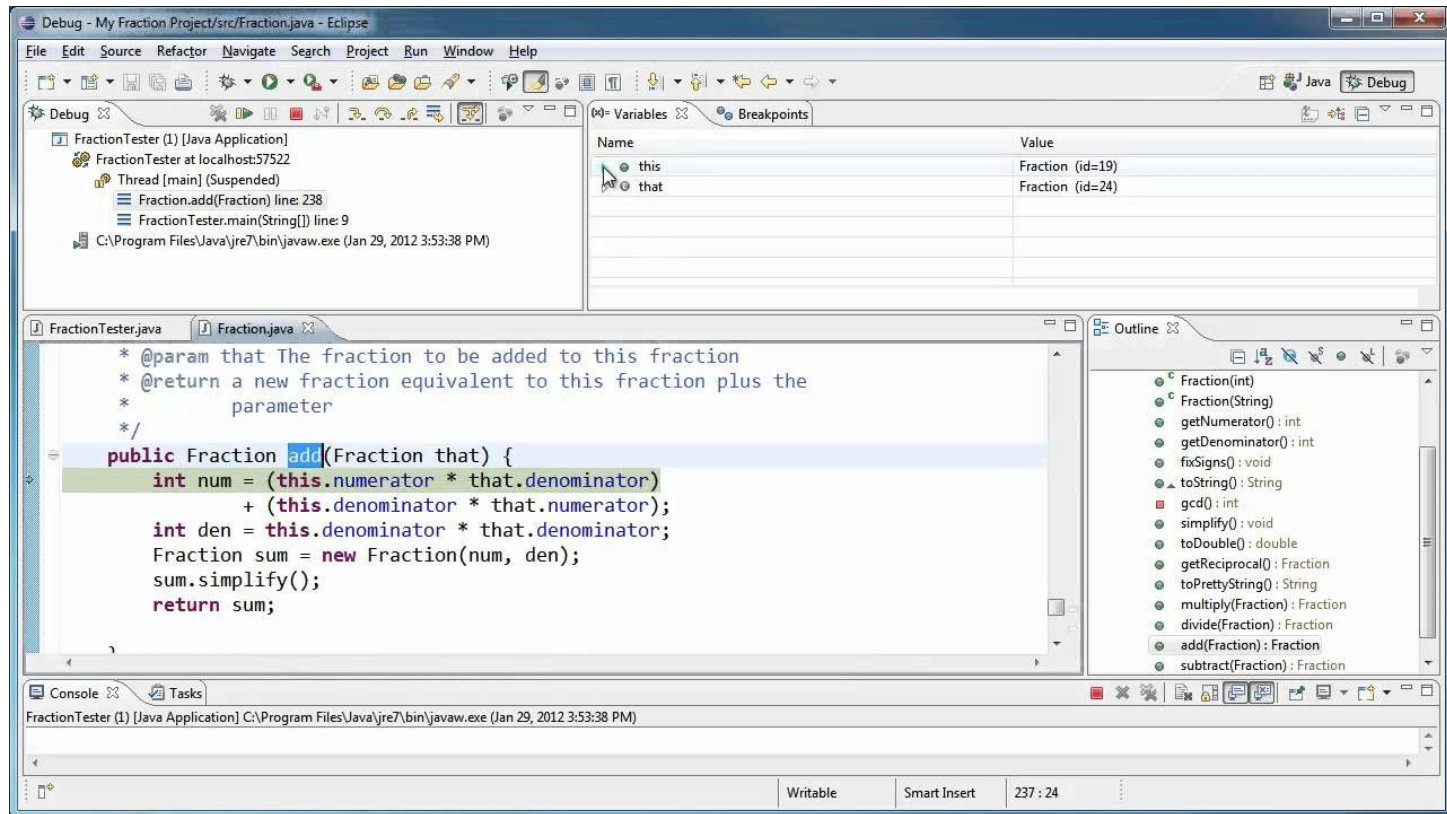 Debug - My Fraction Project/src/Fraction.java - Eclipse
File Edit Source Refactor Navigate Search Project Run Window Help
Java Debug
Debug
FractionTester (1) [Java Application]
FractionTester at localhost:57522
Thread [main] (Suspended)
Fraction.add(Fraction) line: 238
FractionTester.main(String[]) line: 9
C:\Program Files\Java\jre7\bin\javaw.exe (Jan 29, 2012 3:53:38 PM)
(x)= Variables Breakpoints
Name Value
this Fraction (id=19)
that Fraction (id=24)
FractionTester.java Fraction.java
* @param that The fraction to be added to this fraction
* @return a new fraction equivalent to this fraction plus the
* parameter
*/
public Fraction add(Fraction that) {
int num = (this.numerator * that.denominator)
+ (this.denominator * that.numerator);
int den = this.denominator * that.denominator;
Fraction sum = new Fraction(num, den);
sum.simplify();
return sum;
Outline
Fraction(int)
Fraction(String)
getNumerator() : int
getDenominator() : int
fixSigns() : void
toString() : String
gcd() : int
simplify() : void
toDouble() : double
getReciprocal() : Fraction
toPrettyString() : String
multiply(Fraction) : Fraction
divide(Fraction) : Fraction
add(Fraction) : Fraction
subtract(Fraction) : Fraction
Console Tasks
FractionTester (1) [Java Application] C:\Program Files\Java\jre7\bin\javaw.exe (Jan 29, 2012 3:53:38 PM)
Writable Smart Insert 237 : 24